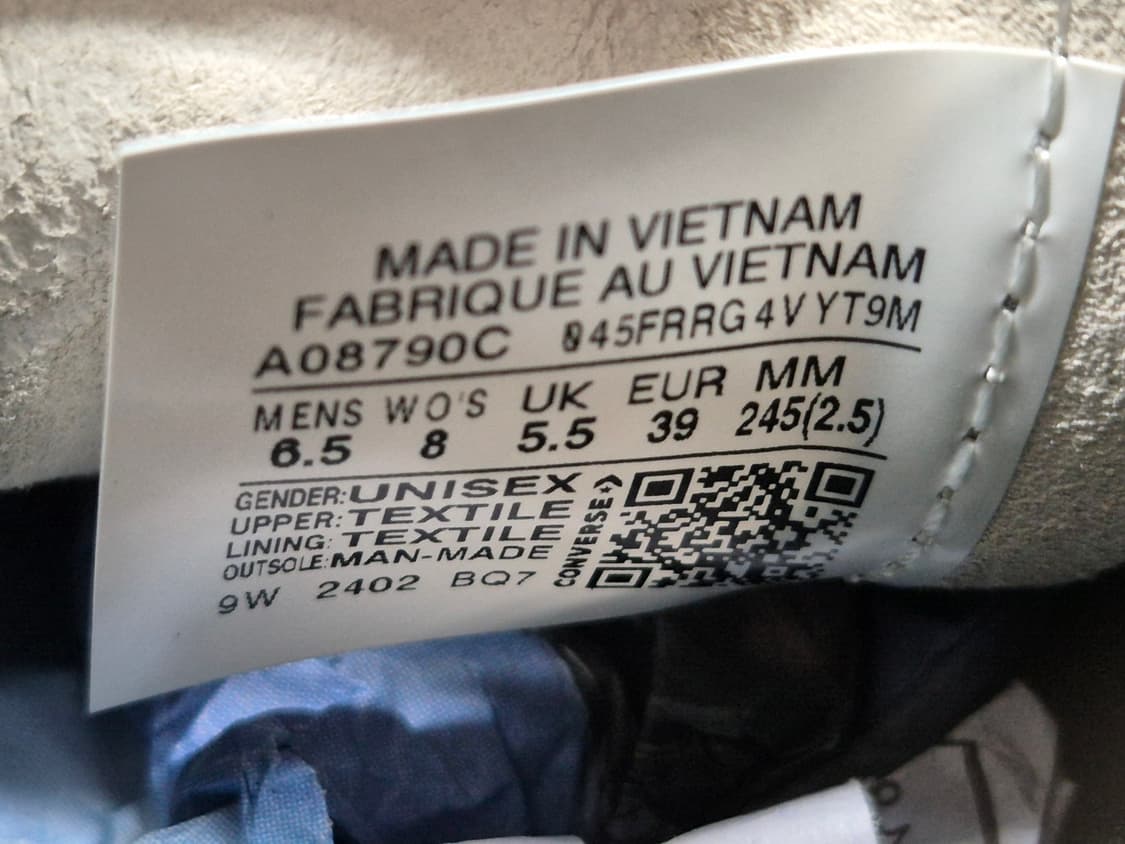 MADE IN VIETNAM
FABRIQUE AU VIETNAM
A08790C 045FRRG4VYT9M
MENS WO'S UK EUR MM
6.5 8 5.5 39 245(2.5)
GENDER:UNISEX
UPPER:TEXTILE
LINING:TEXTILE
OUTSOLE:MAN-MADE
9W 2402 BQ7
CONVERSE